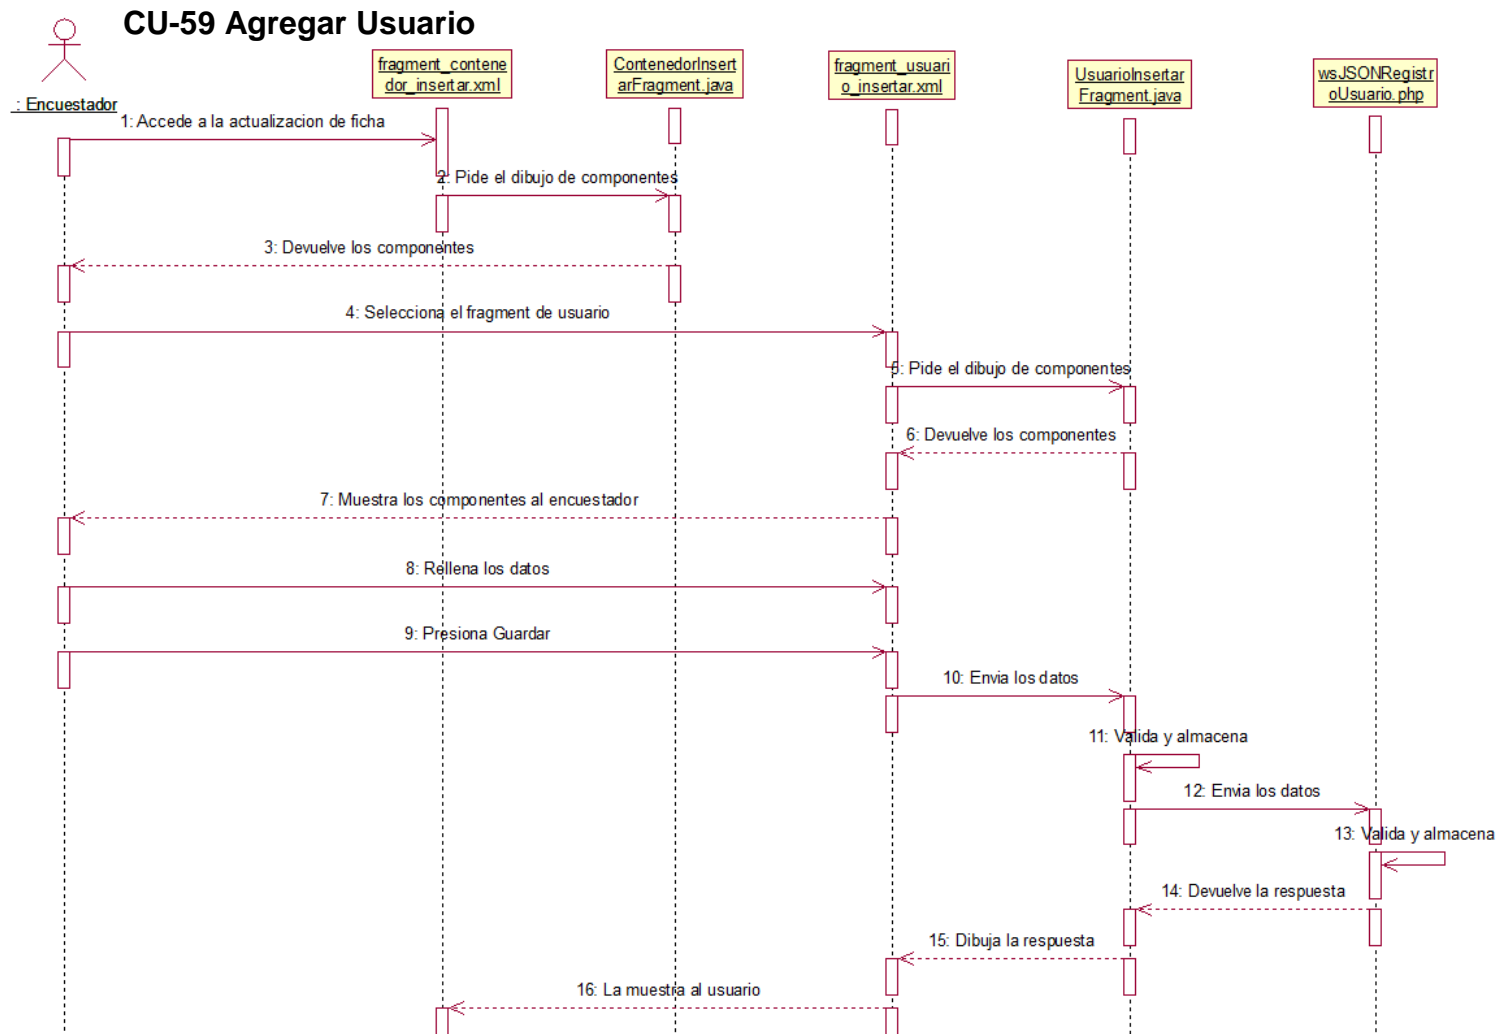 CU-59 Agregar Usuario
_: Encuestador
fragment_contene
dor_insertar.xml
ContenedorInsert
arFragment.java
fragment_usuari
o_insertar.xml
UsuarioInsertar
Fragment.java
wsJSONRegistr
oUsuario.php
1: Accede a la actualizacion de ficha
2: Pide el dibujo de componentes
3: Devuelve los componentes
4: Selecciona el fragment de usuario
5: Pide el dibujo de componentes
6: Devuelve los componentes
7: Muestra los componentes al encuestador
8: Rellena los datos
9: Presiona Guardar
10: Envia los datos
11: Valida y almacena
12: Envia los datos
13: Valida y almacena
14: Devuelve la respuesta
15: Dibuja la respuesta
16: La muestra al usuario